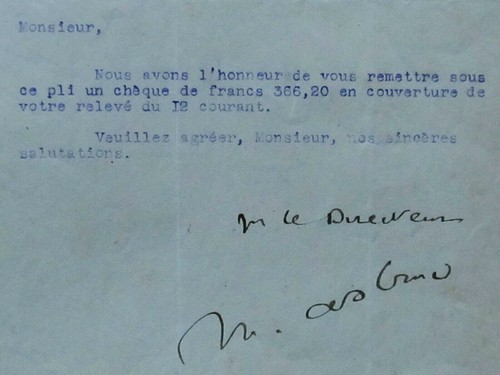 Monsieur,
Nous avons l'honneur de vous remettre sous
ce pli un chèque de francs 366,20 en couverture de
votre relevé du I2 courant.
Veuillez agréer, Monsieur, nos sincères
salutations.
le Directeur
M.